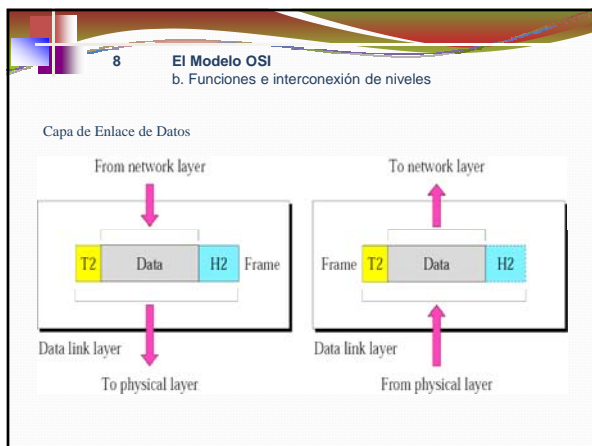 8 El Modelo OSI
b. Funciones e interconexión de niveles
Capa de Enlace de Datos
From network layer
T2 Data H2 Frame
Data link layer
To physical layer
To network layer
Frame T2 Data H2
Data link layer
From physical layer